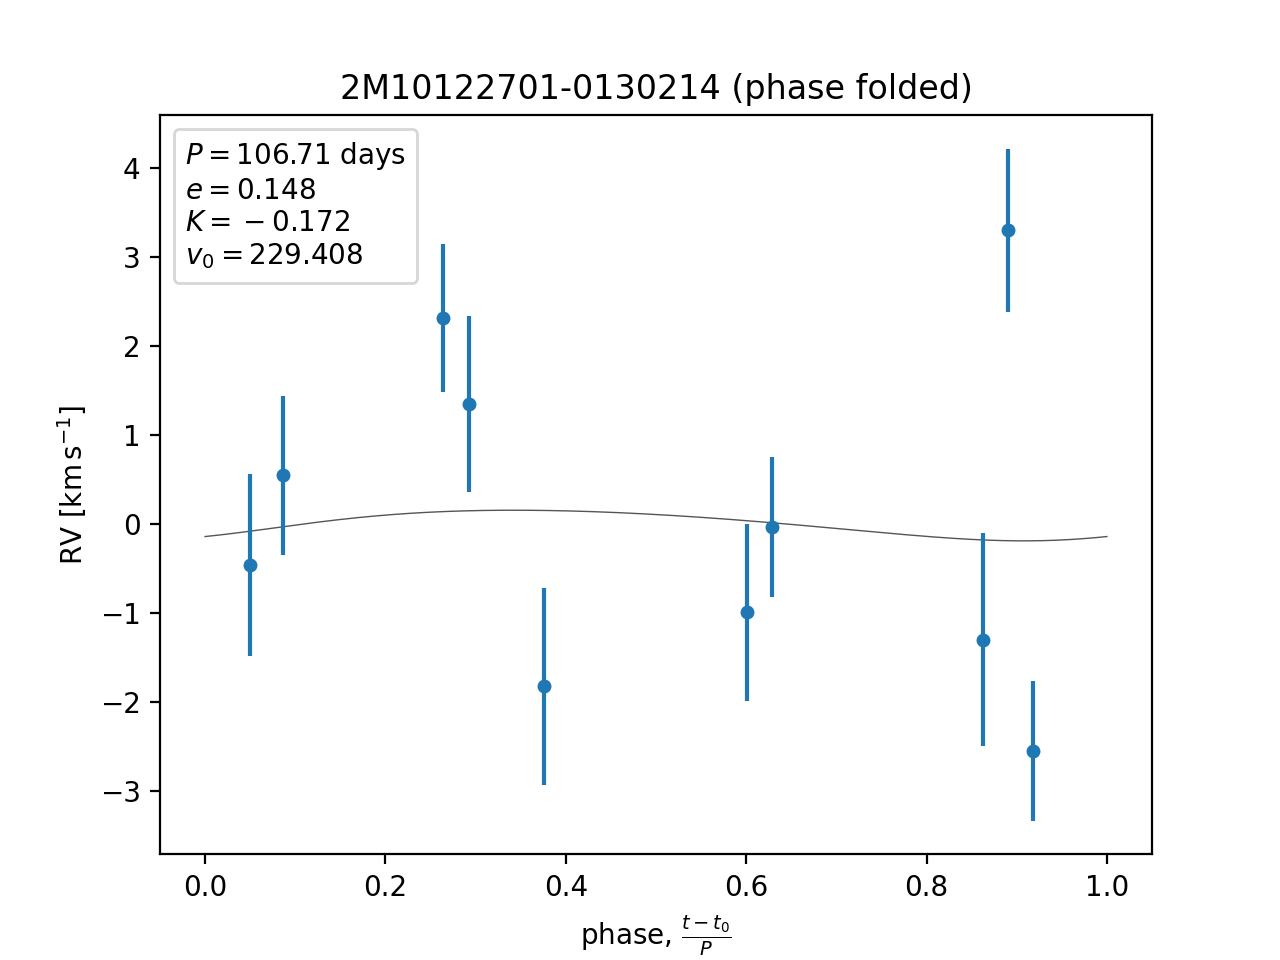 2M10122701-0130214 (phase folded)
P = 106.71 days
e = 0.148
K = −0.172
v₀ = 229.408
4
3
2
1
0
−1
−2
−3
RV [km s⁻¹]
0.0 0.2 0.4 0.6 0.8 1.0
phase, (t − t₀)/P